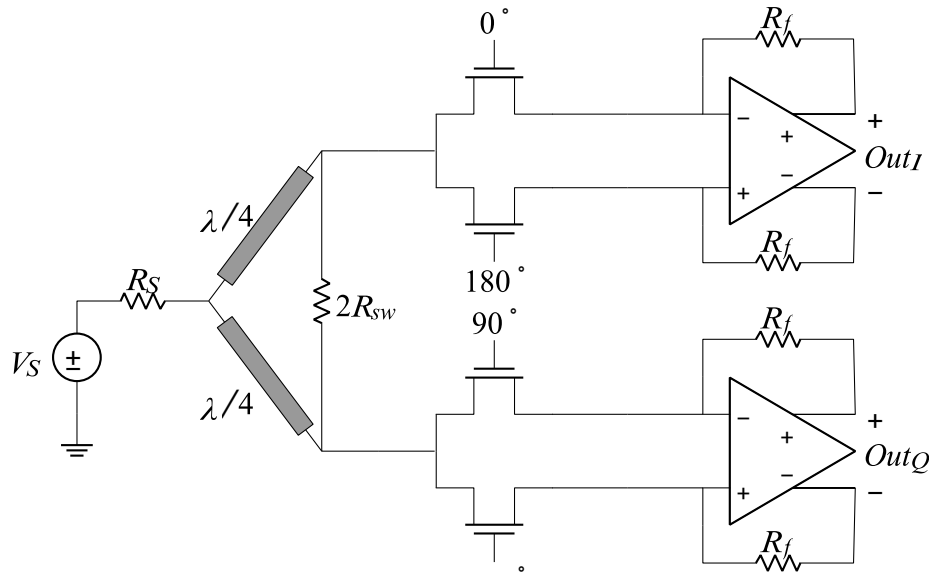 0°
R_f
+
−
+
−
+
Out_I
−
λ/4
R_f
180°
R_S
2R_sw
90°
R_f
V_S
±
λ/4
+
−
+
−
+
Out_Q
−
R_f
°